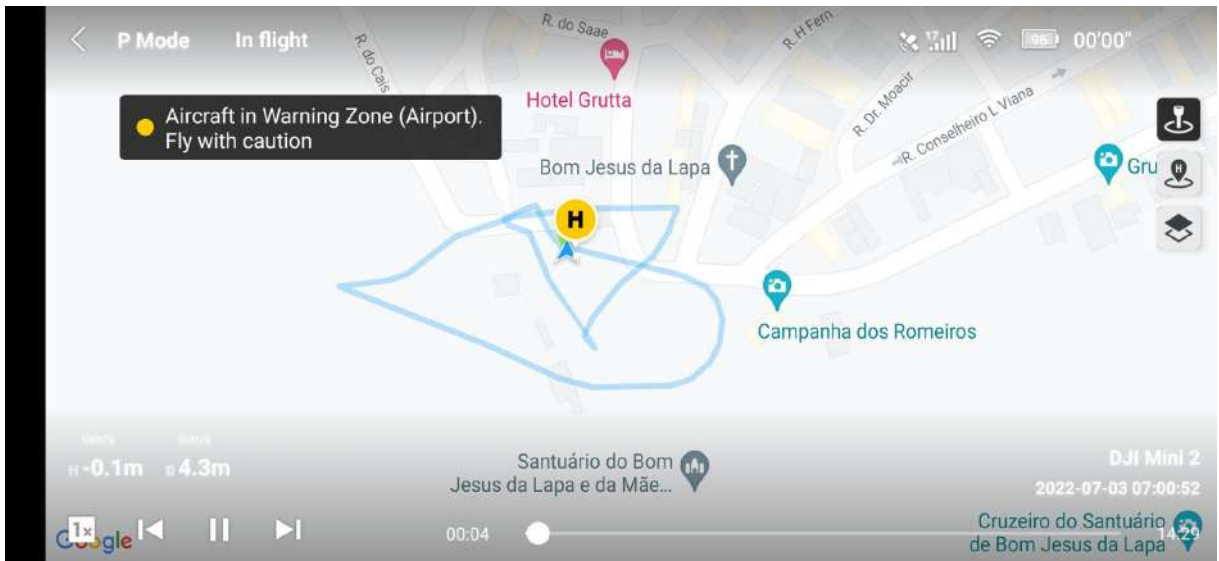 P Mode
In flight
96
00'00"
Aircraft in Warning Zone (Airport).
Fly with caution
R. do Saae
R. do Cais
R. H Fern
Hotel Grutta
R. Dr. Moacir
R. Conselheiro L Viana
Bom Jesus da Lapa
Gru
H
H
Campanha dos Romeiros
0m/s
0m/s
H -0.1m
D 4.3m
Santuário do Bom
Jesus da Lapa e da Mãe...
DJI Mini 2
2022-07-03 07:00:52
1x
Google
00:04
14:29
Cruzeiro do Santuário
de Bom Jesus da Lapa